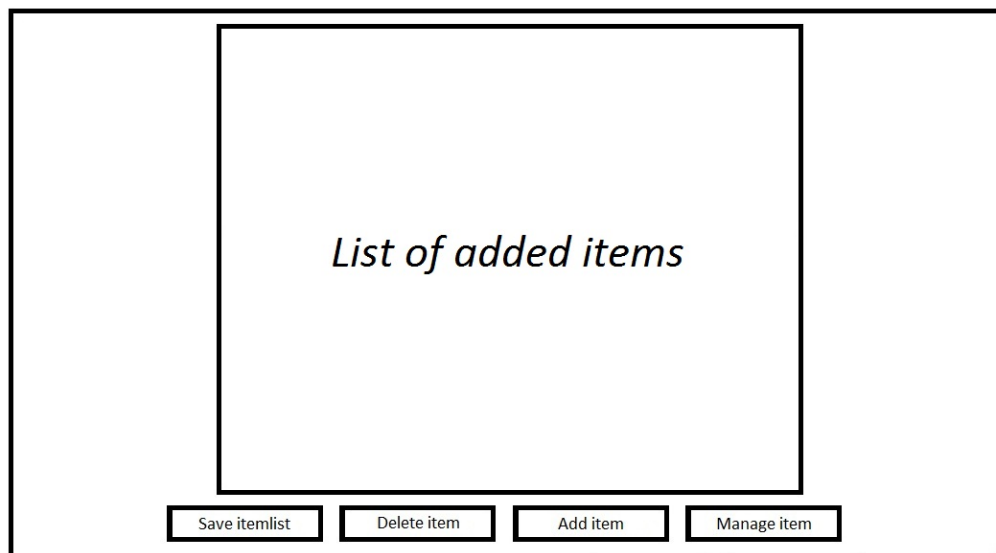 List of added items
Save itemlist
Delete item
Add item
Manage item